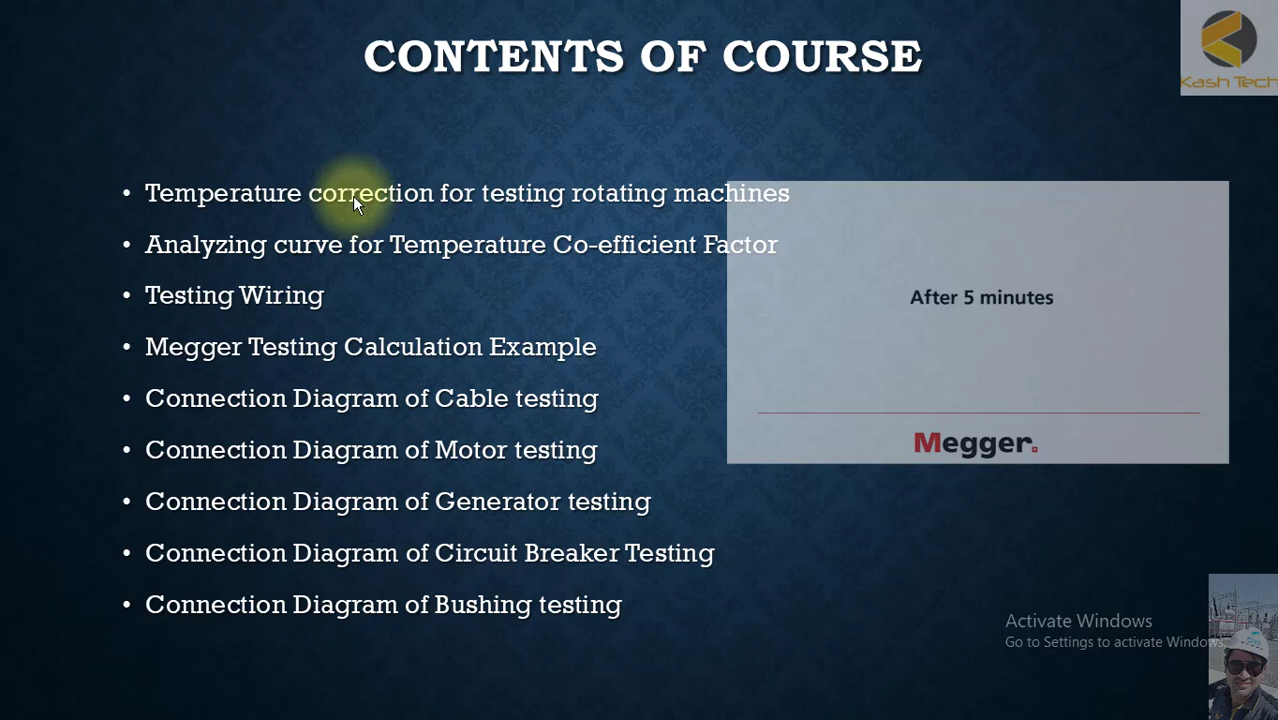 CONTENTS OF COURSE
Kash Tech
• Temperature correction for testing rotating machines
• Analyzing curve for Temperature Co-efficient Factor
• Testing Wiring
• Megger Testing Calculation Example
• Connection Diagram of Cable testing
• Connection Diagram of Motor testing
• Connection Diagram of Generator testing
• Connection Diagram of Circuit Breaker Testing
• Connection Diagram of Bushing testing
After 5 minutes
Megger.
Activate Windows
Go to Settings to activate Windows.